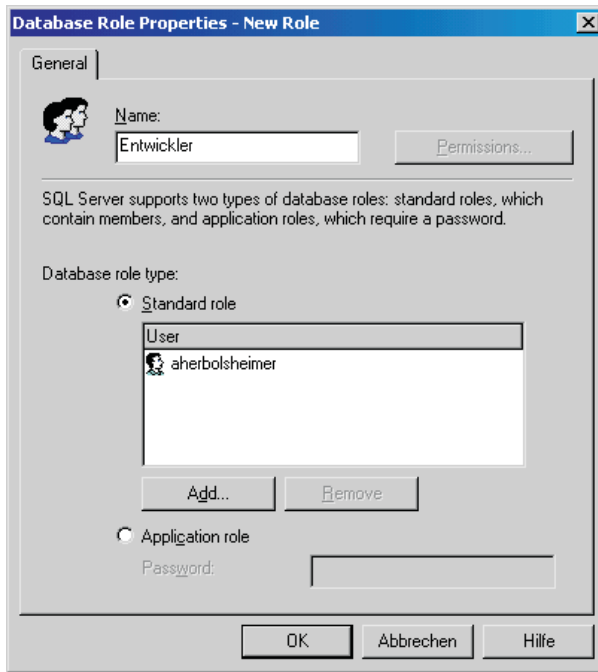 Database Role Properties - New Role
General
Name:
Entwickler
Permissions...
SQL Server supports two types of database roles: standard roles, which
contain members, and application roles, which require a password.
Database role type:
Standard role
User
aherbolsheimer
Add...
Remove
Application role
Password:
OK
Abbrechen
Hilfe